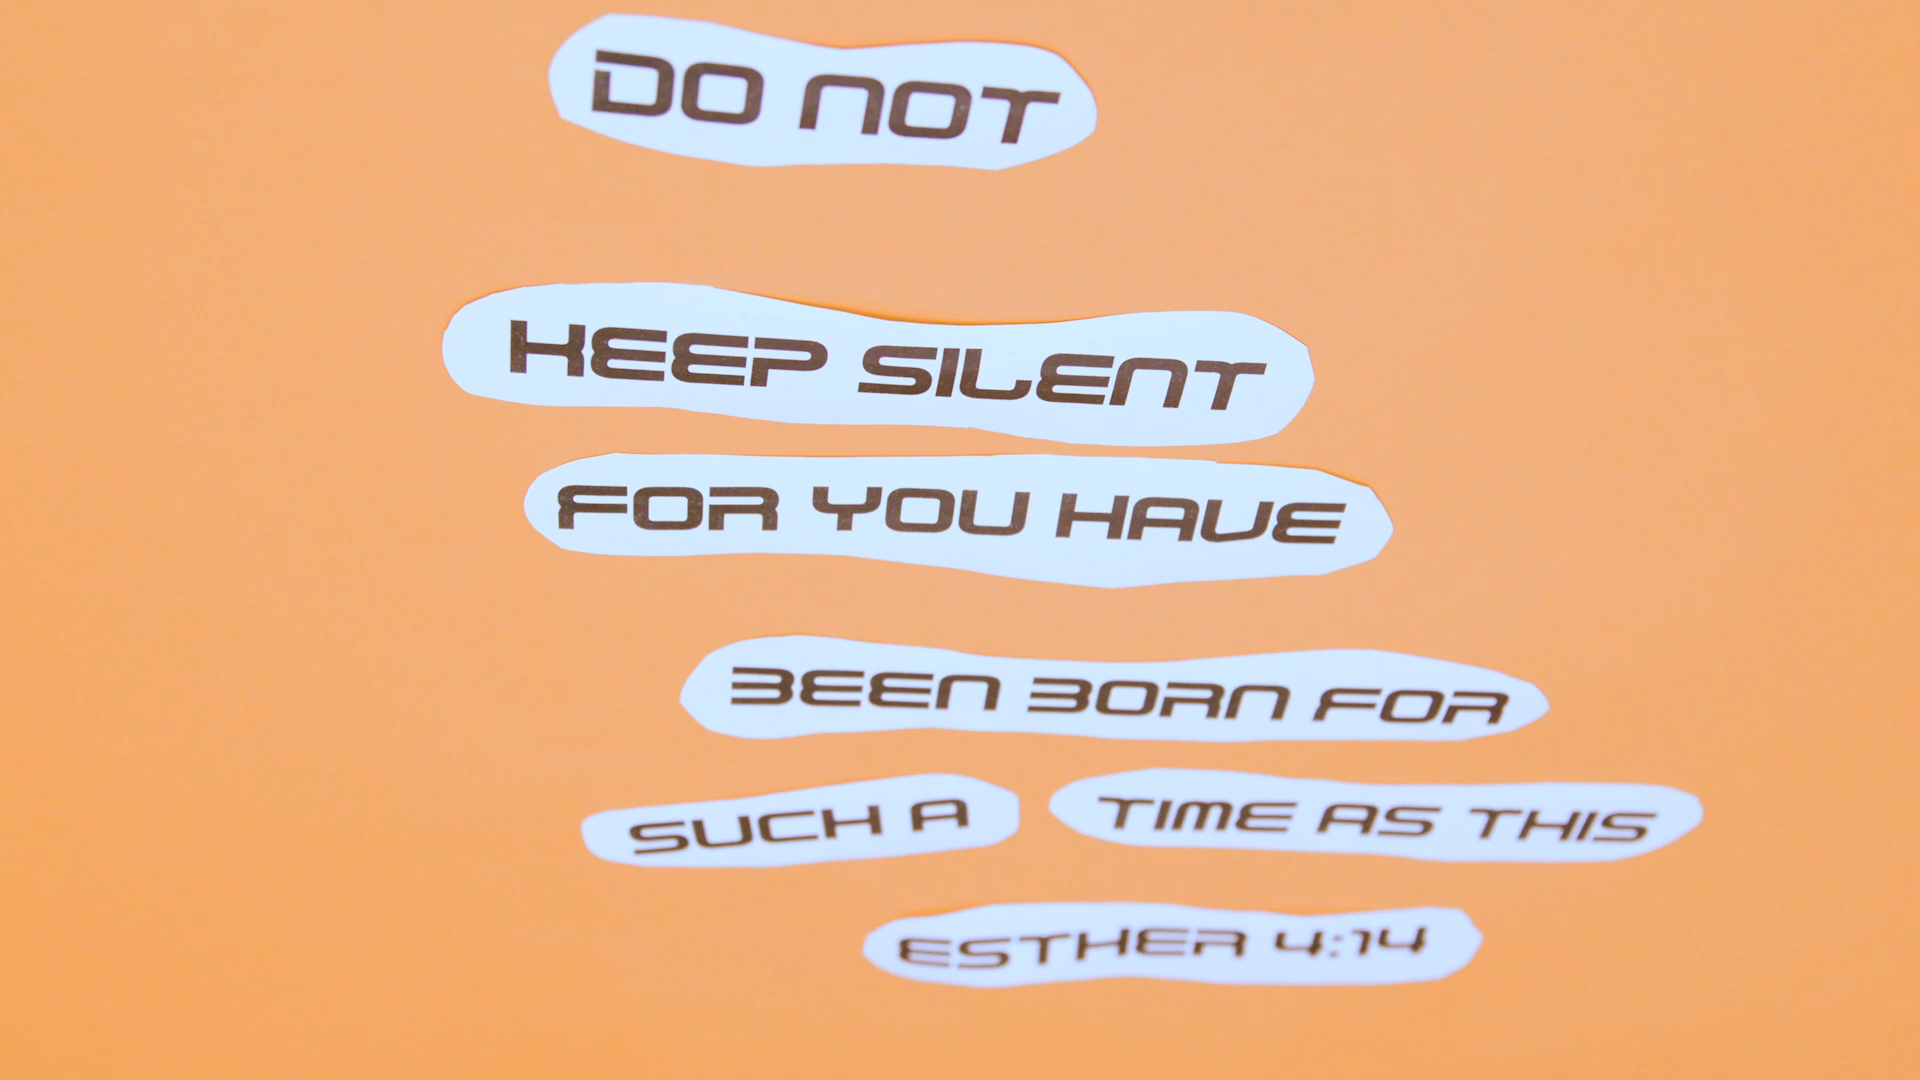 DO NOT
KEEP SILENT
FOR YOU HAVE
BEEN BORN FOR
SUCH A TIME AS THIS
ESTHER 4:14